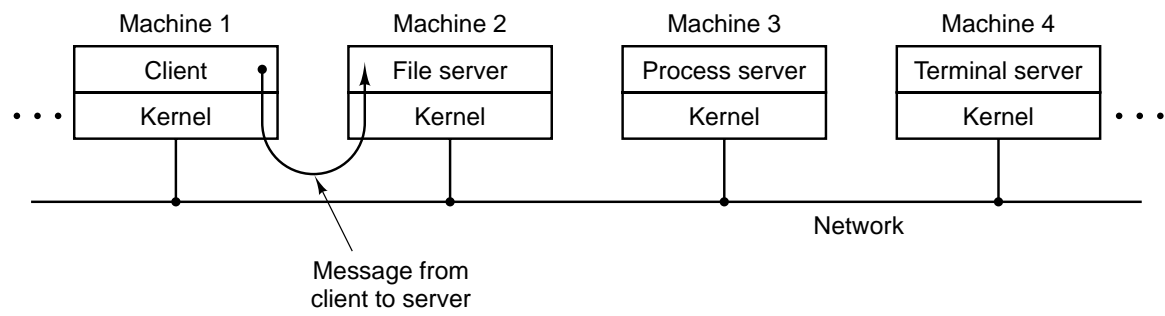 Machine 1
Machine 2
Machine 3
Machine 4
Client
File server
Process server
Terminal server
Kernel
Kernel
Kernel
Kernel
Network
Message from
client to server